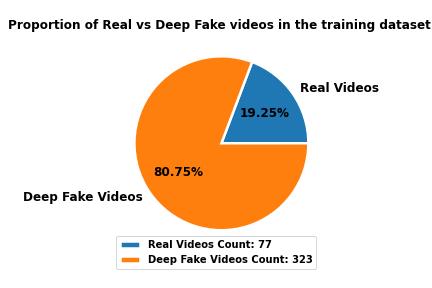 Proportion of Real vs Deep Fake videos in the training dataset
Real Videos
19.25%
80.75%
Deep Fake Videos
Real Videos Count: 77
Deep Fake Videos Count: 323